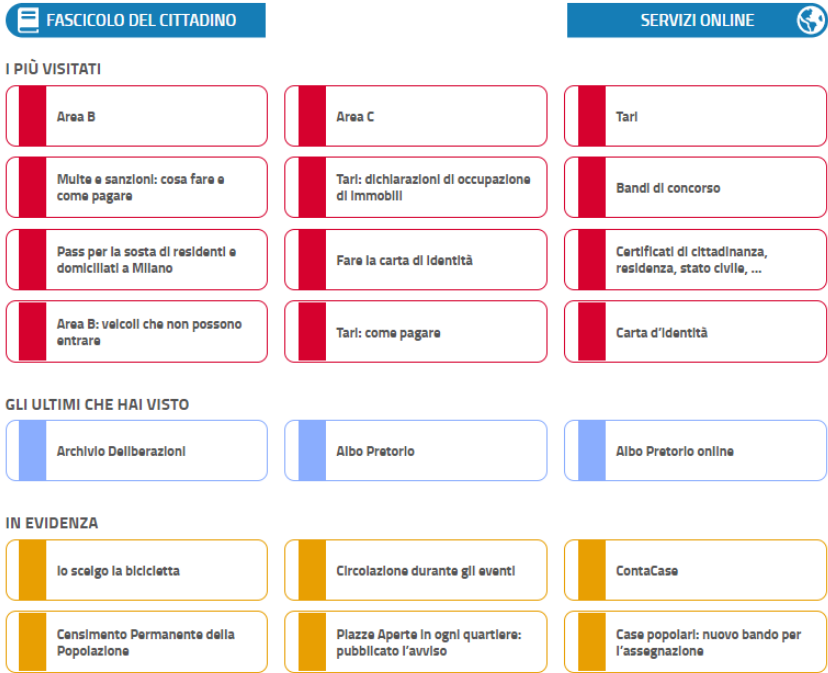 FASCICOLO DEL CITTADINO
SERVIZI ONLINE
I PIÙ VISITATI
Area B
Area C
Tari
Multe e sanzioni: cosa fare e
come pagare
Tari: dichiarazioni di occupazione
di immobili
Bandi di concorso
Pass per la sosta di residenti e
domiciliati a Milano
Fare la carta di identità
Certificati di cittadinanza,
residenza, stato civile, ...
Area B: veicoli che non possono
entrare
Tari: come pagare
Carta d'identità
GLI ULTIMI CHE HAI VISTO
Archivio Deliberazioni
Albo Pretorio
Albo Pretorio online
IN EVIDENZA
Io scelgo la bicicletta
Circolazione durante gli eventi
ContaCase
Censimento Permanente della
Popolazione
Piazze Aperte in ogni quartiere:
pubblicato l'avviso
Case popolari: nuovo bando per
l'assegnazione